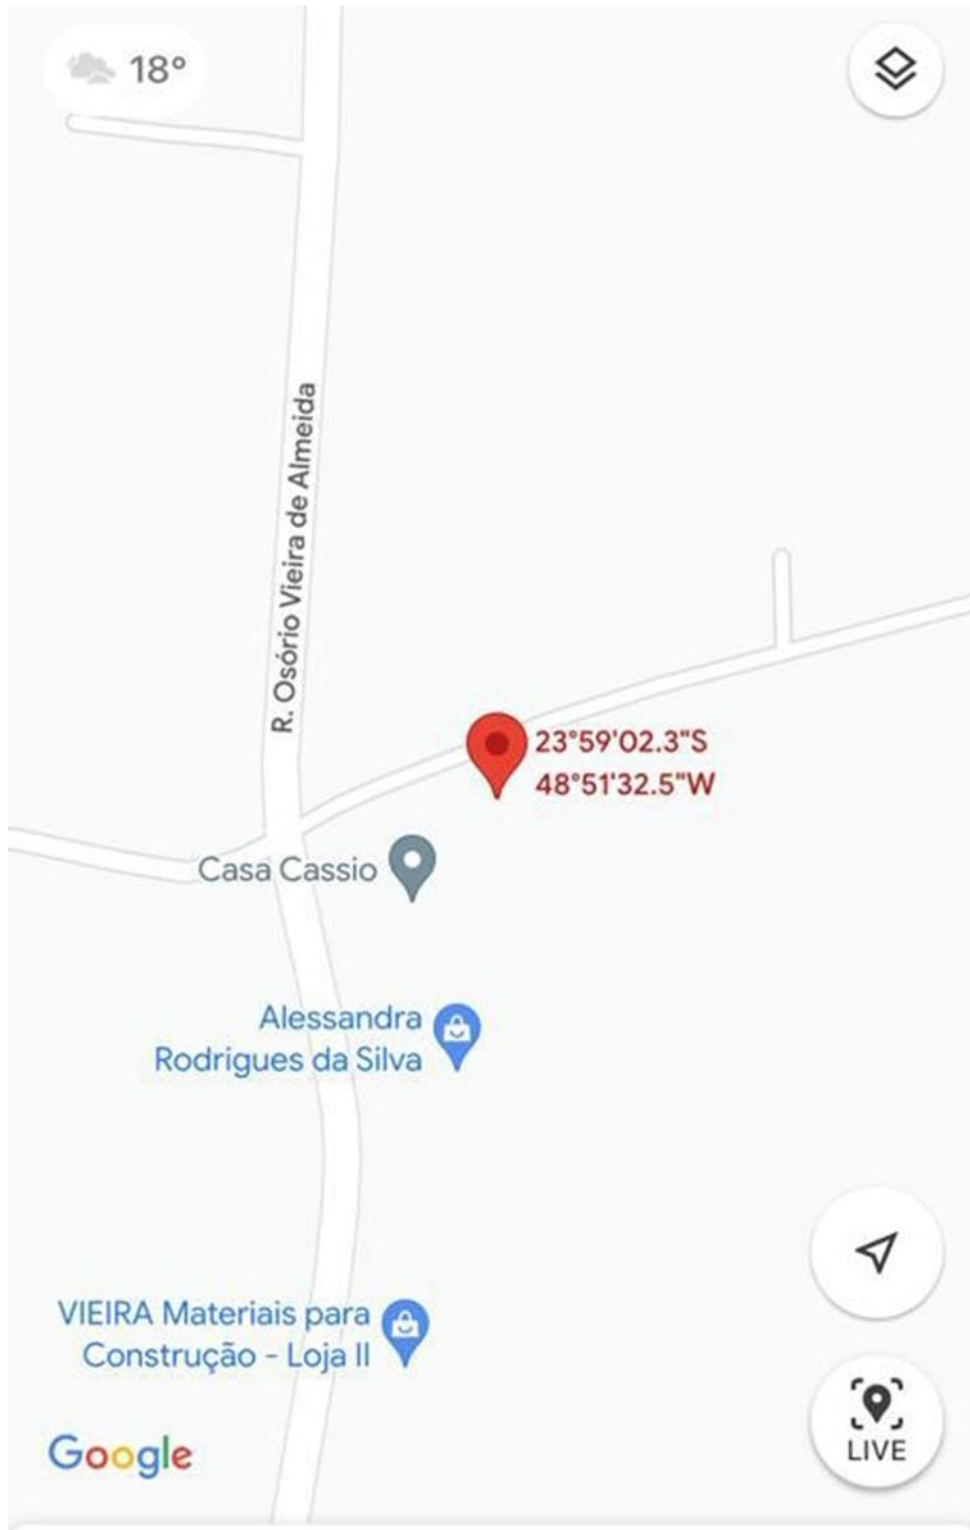 18°
R. Osório Vieira de Almeida
23°59'02.3"S
48°51'32.5"W
Casa Cassio
Alessandra
Rodrigues da Silva
VIEIRA Materiais para
Construção - Loja II
Google
LIVE